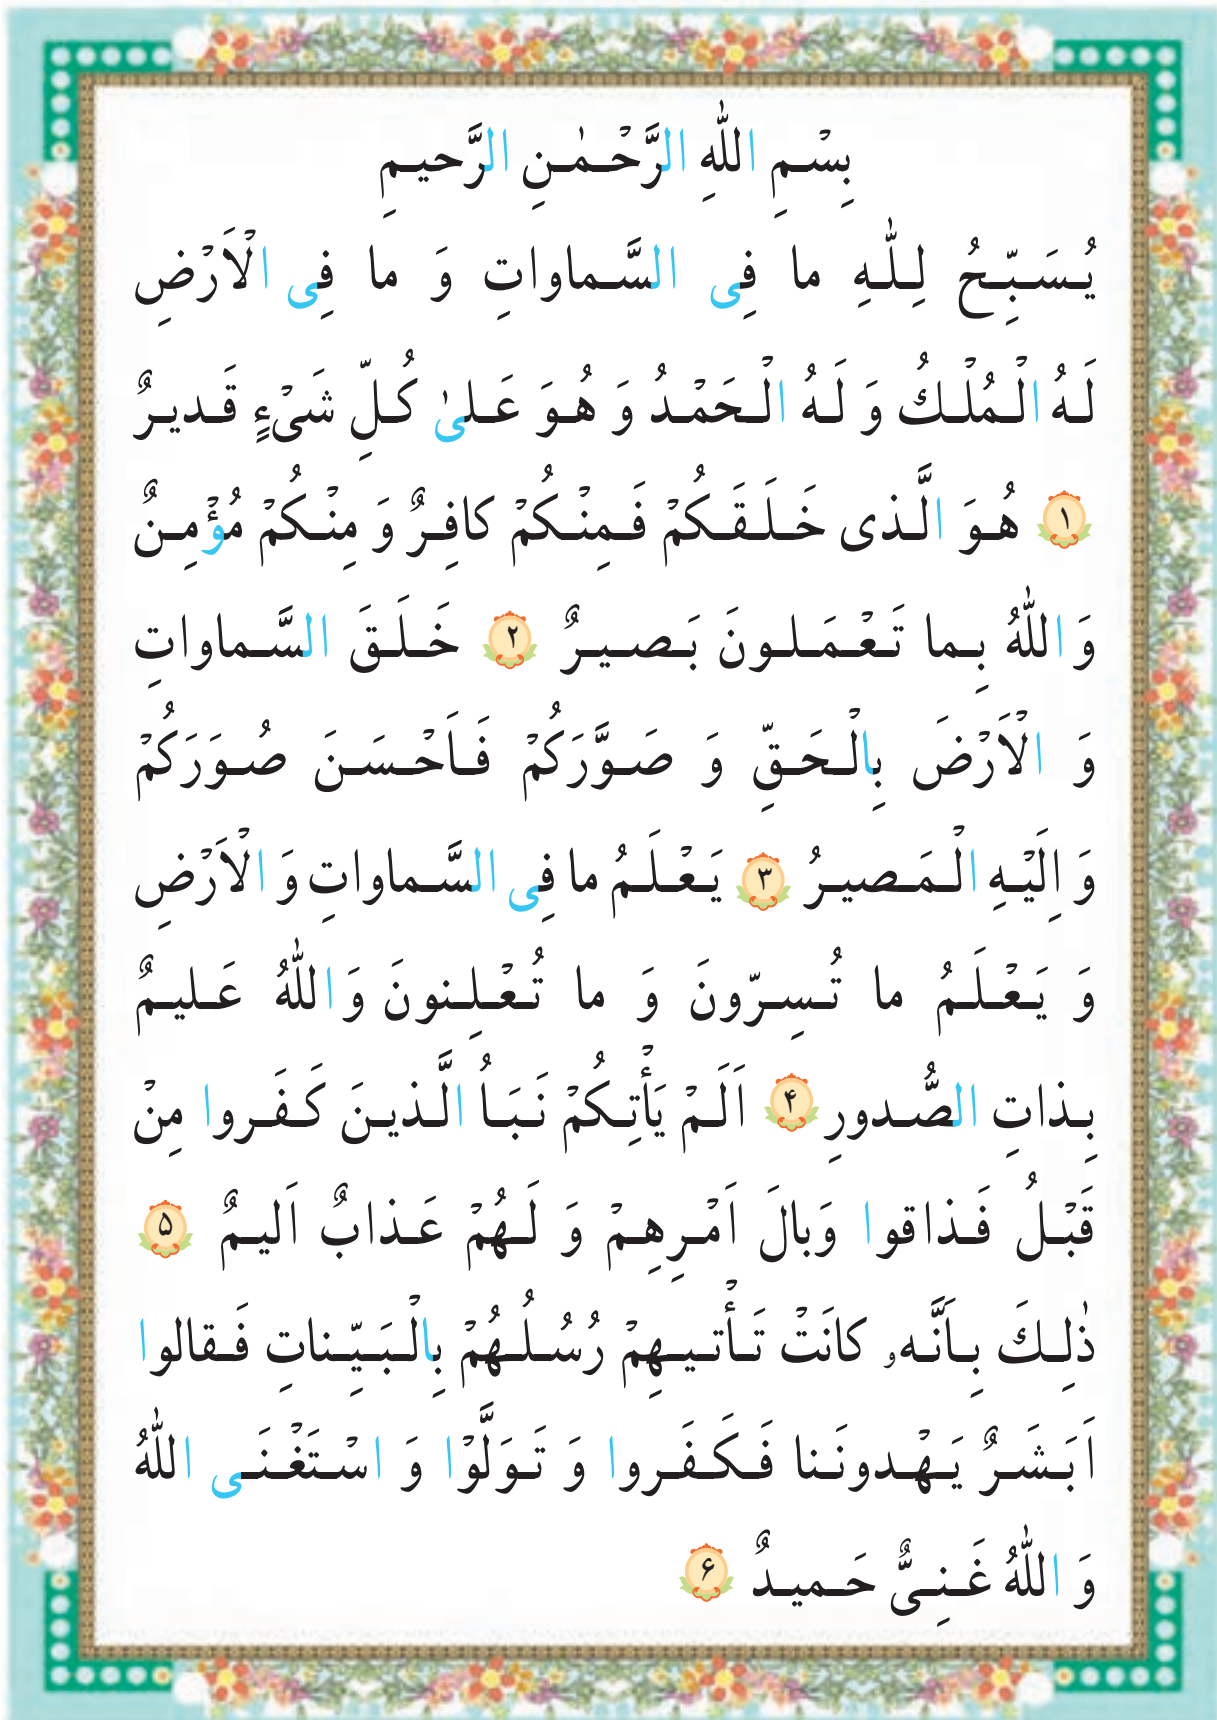 بِسْمِ اللّٰهِ الرَّحْمٰنِ الرَّحیمِ
یُسَبِّحُ لِلّٰهِ ما فِی السَّماواتِ وَ ما فِی الْاَرْضِ
لَهُ الْمُلْكُ وَ لَهُ الْحَمْدُ وَ هُوَ عَلیٰ کُلِّ شَیْءٍ قَدیرٌ
۱ هُوَ الَّذی خَلَقَکُمْ فَمِنْکُمْ کافِرٌ وَ مِنْکُمْ مُؤْمِنٌ
وَ اللّٰهُ بِما تَعْمَلونَ بَصیرٌ ۲ خَلَقَ السَّماواتِ
وَ الْاَرْضَ بِالْحَقِّ وَ صَوَّرَکُمْ فَاَحْسَنَ صُوَرَکُمْ
وَ اِلَیْهِ الْمَصیرُ ۳ یَعْلَمُ ما فِی السَّماواتِ وَ الْاَرْضِ
وَ یَعْلَمُ ما تُسِرّونَ وَ ما تُعْلِنونَ وَ اللّٰهُ عَلیمٌ
بِذاتِ الصُّدورِ ۴ اَلَمْ یَأْتِکُمْ نَبَأُ الَّذینَ کَفَروا مِنْ
قَبْلُ فَذاقوا وَبالَ اَمْرِهِمْ وَ لَهُمْ عَذابٌ اَلیمٌ ۵
ذٰلِكَ بِاَنَّهو کانَتْ تَأْتیهِمْ رُسُلُهُمْ بِالْبَیِّناتِ فَقالوا
اَبَشَرٌ یَهْدونَنا فَکَفَروا وَ تَوَلَّوْا وَ اسْتَغْنَی اللّٰهُ
وَ اللّٰهُ غَنِیٌّ حَمیدٌ ۶